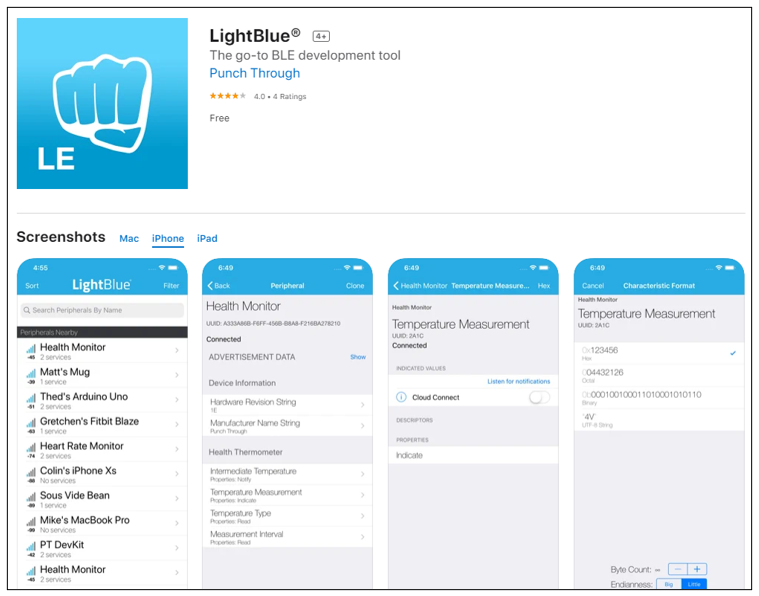 LE
LightBlue® 4+
The go-to BLE development tool
Punch Through
4.0 • 4 Ratings
Free
Screenshots Mac iPhone iPad
4:55
Sort LightBlue Filter
Search Peripherals By Name
Peripherals Nearby
Health Monitor
-45 2 services
Matt's Mug
-30 1 service
Thed's Arduino Uno
-51 2 services
Gretchen's Fitbit Blaze
-63 1 service
Heart Rate Monitor
-74 2 services
Colin's iPhone Xs
No services
Sous Vide Bean
1 service
Mike's MacBook Pro
No services
PT DevKit
-42 2 services
Health Monitor
-45 2 services
6:49
Back Peripheral Clone
Health Monitor
UUID: A333A86B-F6FF-456B-B8A8-F216BA278210
Connected
ADVERTISEMENT DATA Show
Device Information
Hardware Revision String
1E
Manufacturer Name String
Punch Through
Health Thermometer
Intermediate Temperature
Properties: Notify
Temperature Measurement
Properties: Indicate
Temperature Type
Properties: Read
Measurement Interval
Properties: Read
6:49
Health Monitor Temperature Measure... Hex
Health Monitor
Temperature Measurement
UUID: 2A1C
Connected
INDICATED VALUES
Listen for notifications
Cloud Connect
DESCRIPTORS
PROPERTIES
Indicate
6:49
Cancel Characteristic Format
Health Monitor
Temperature Measurement
UUID: 2A1C
0x123456
Hex
004432126
Octal
0b000100100011010001010110
Binary
"4V"
UTF-8 String
Byte Count: ∞ − +
Endianness: Big Little